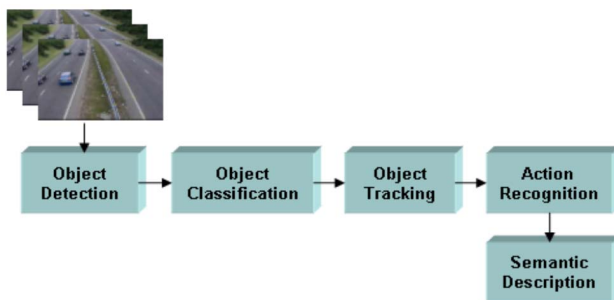 Object
Detection
Object
Classification
Object
Tracking
Action
Recognition
Semantic
Description